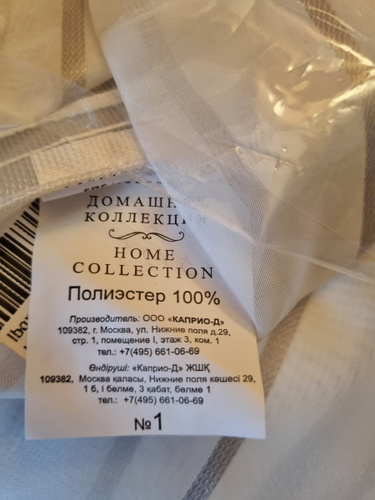 ДОМАШНЯЯ
КОЛЛЕКЦИЯ
HOME
COLLECTION
Полиэстер 100%
Производитель: ООО «КАПРИО-Д»
109382, г. Москва, ул. Нижние поля д.29,
стр. 1, помещение I, этаж 3, ком. 1
тел.: +7(495) 661-06-69
Өндіруші: «Каприо-Д» ЖШҚ
109382, Москва қаласы, Нижние поля көшесі 29,
1 б, I бөлме, 3 қабат, бөлме 1
тел.: +7(495) 661-06-69
№1